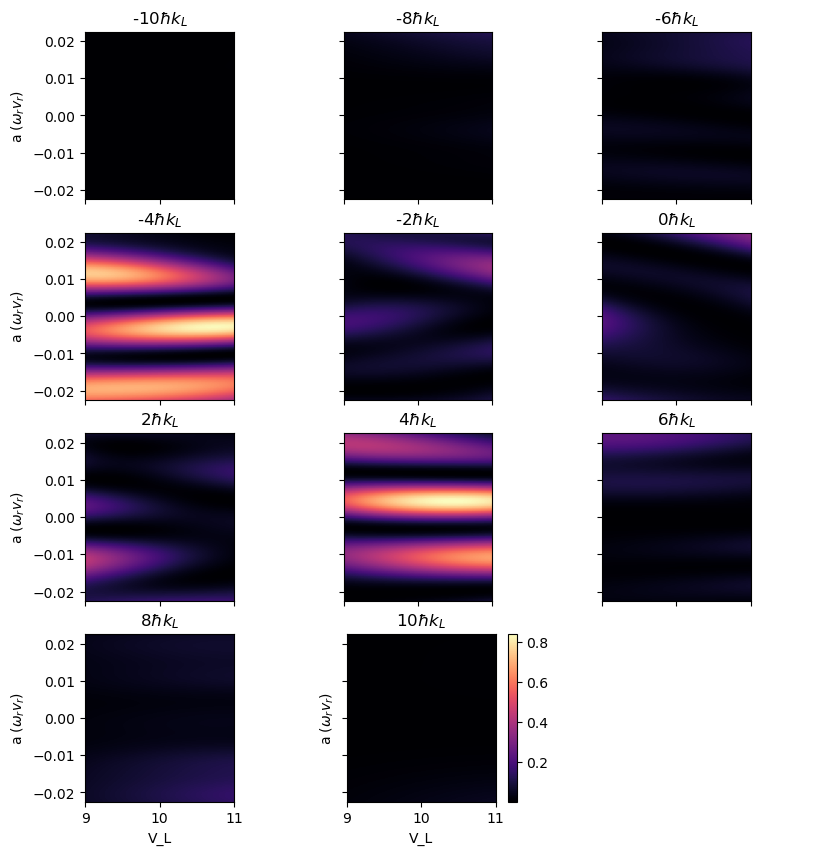 -10ħk_L -8ħk_L -6ħk_L
0.02
0.01
0.00
−0.01
−0.02
a (ω_r v_r)
-4ħk_L -2ħk_L 0ħk_L
0.02
0.01
0.00
−0.01
−0.02
a (ω_r v_r)
2ħk_L 4ħk_L 6ħk_L
0.02
0.01
0.00
−0.01
−0.02
a (ω_r v_r)
8ħk_L 10ħk_L
0.02
0.01
0.00
−0.01
−0.02
a (ω_r v_r)
a (ω_r v_r)
0.8
0.6
0.4
0.2
9 10 11 9 10 11
V_L V_L